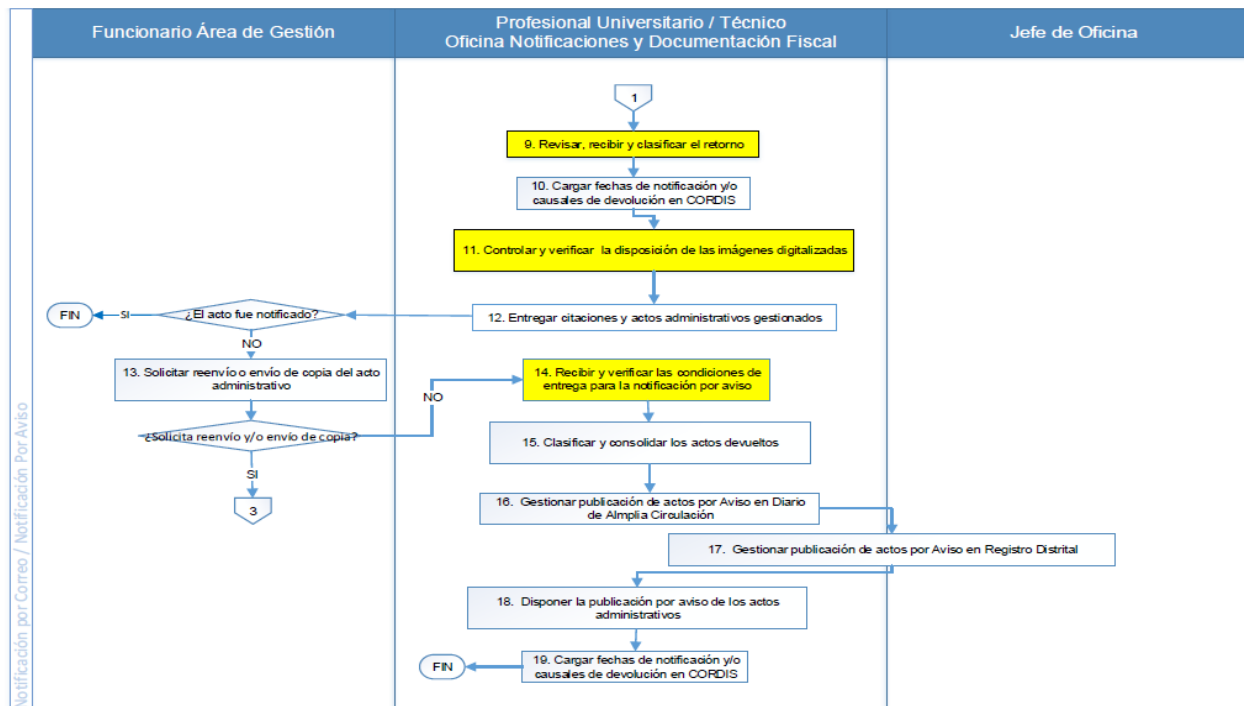 Funcionario Área de Gestión
Profesional Universitario / Técnico
Oficina Notificaciones y Documentación Fiscal
Jefe de Oficina
1
9. Revisar, recibir y clasificar el retorno
10. Cargar fechas de notificación y/o
causales de devolución en CORDIS
11. Controlar y verificar la disposición de las imágenes digitalizadas
FIN
SI
¿El acto fue notificado?
12. Entregar citaciones y actos administrativos gestionados
NO
13. Solicitar reenvío o envío de copia del acto
administrativo
NO
14. Recibir y verificar las condiciones de
entrega para la notificación por aviso
¿Solicita reenvío y/o envío de copia?
15. Clasificar y consolidar los actos devueltos
SI
3
16. Gestionar publicación de actos por Aviso en Diario
de Almplia Circulación
17. Gestionar publicación de actos por Aviso en Registro Distrital
18. Disponer la publicación por aviso de los actos
administrativos
FIN
19. Cargar fechas de notificación y/o
causales de devolución en CORDIS
Notificación por Correo / Notificación Por Aviso